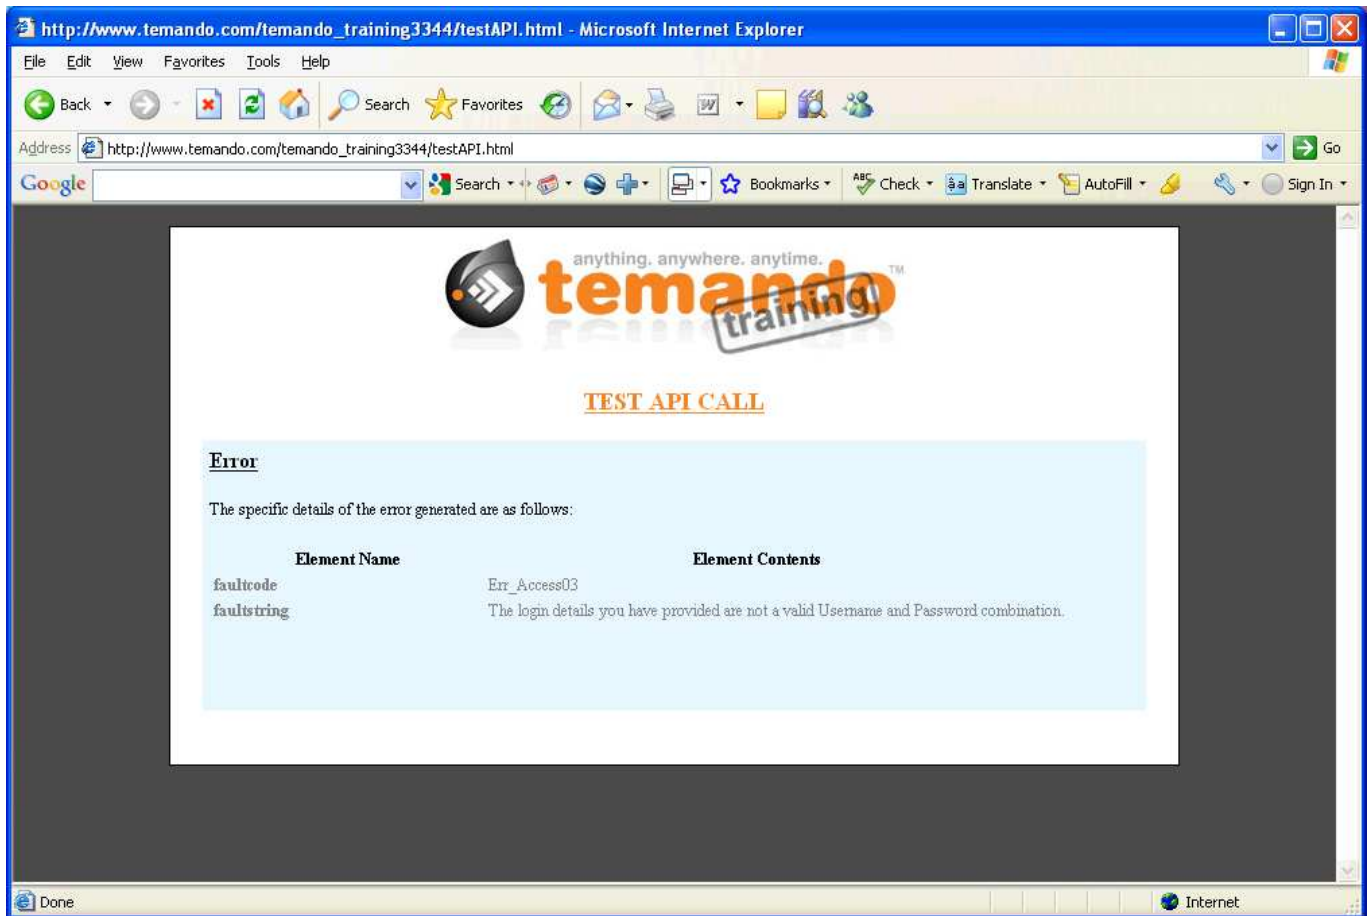 http://www.temando.com/temando_training3344/testAPI.html - Microsoft Internet Explorer
File Edit View Favorites Tools Help
Back Search Favorites
Address http://www.temando.com/temando_training3344/testAPI.html Go
Google Search Bookmarks ABC Check âa Translate AutoFill Sign In
anything. anywhere. anytime.
temando TM
training
TEST API CALL
Error
The specific details of the error generated are as follows:
Element Name Element Contents
faultcode Err_Access03
faultstring The login details you have provided are not a valid Username and Password combination.
Done Internet